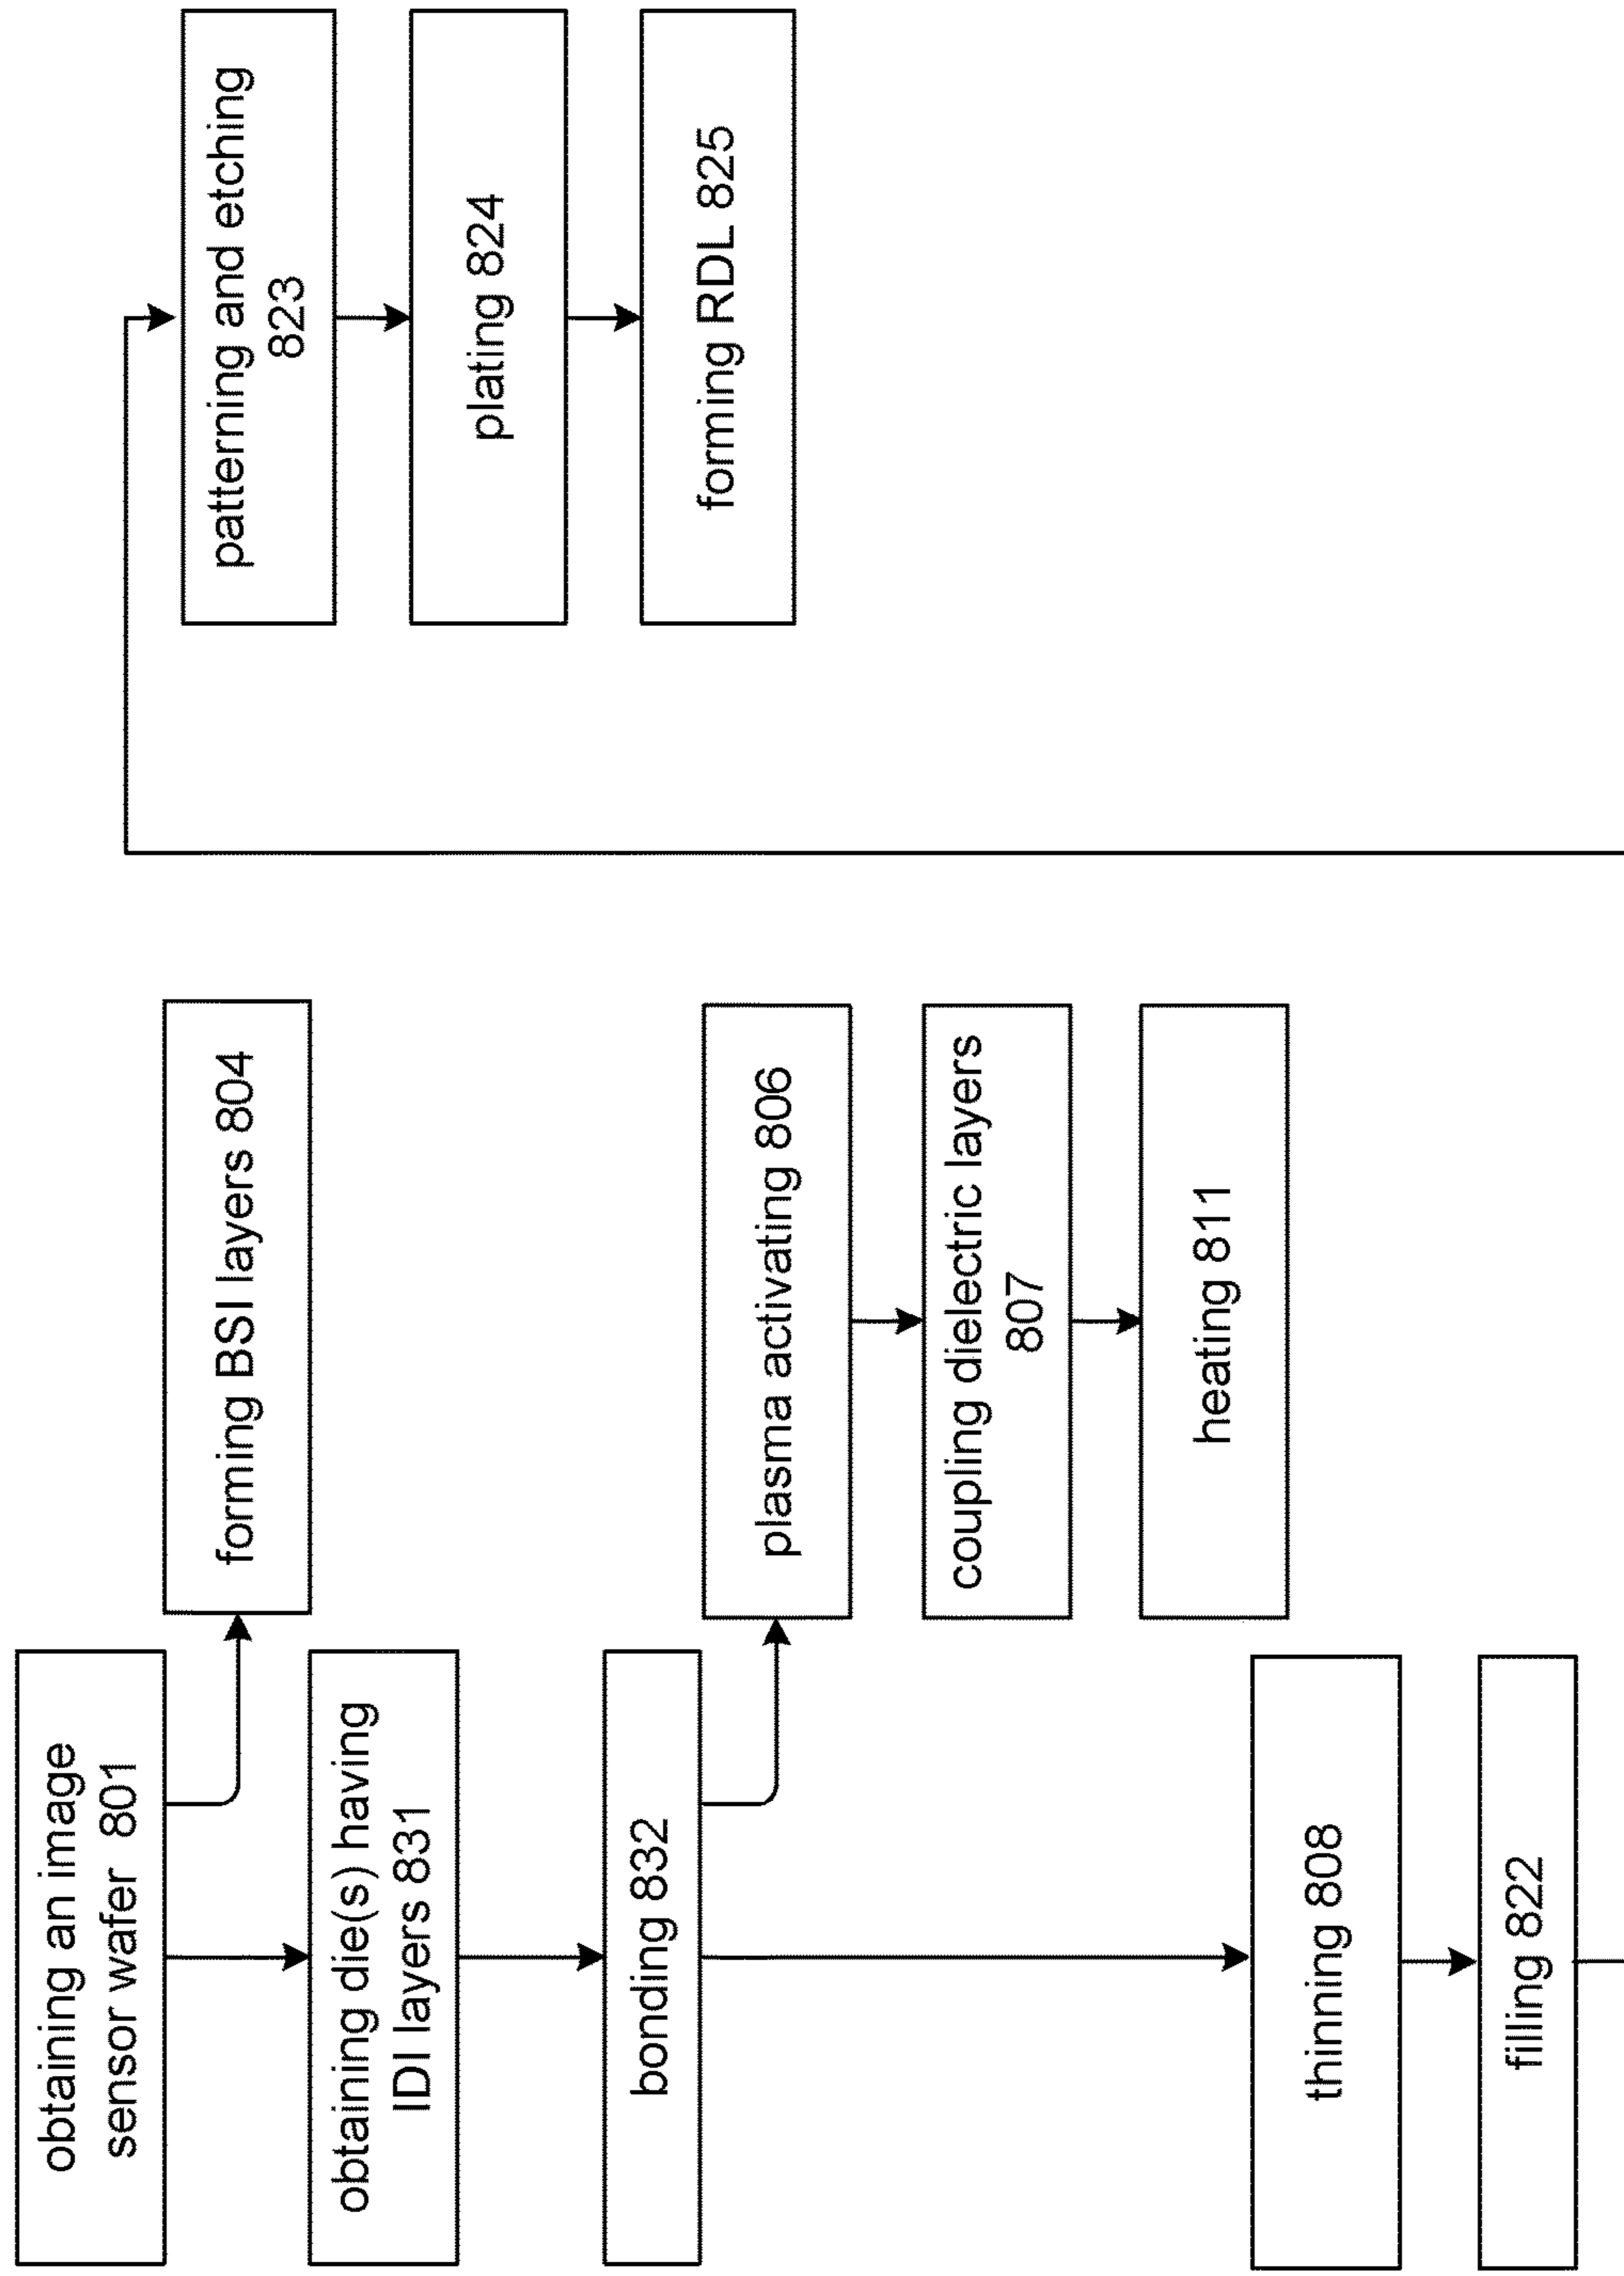 obtaining an image
sensor wafer 801
forming BSI layers 804
obtaining die(s) having
IDI layers 831
bonding 832
plasma activating 806
coupling dielectric layers
807
heating 811
thinning 808
filling 822
patterning and etching
823
plating 824
forming RDL 825